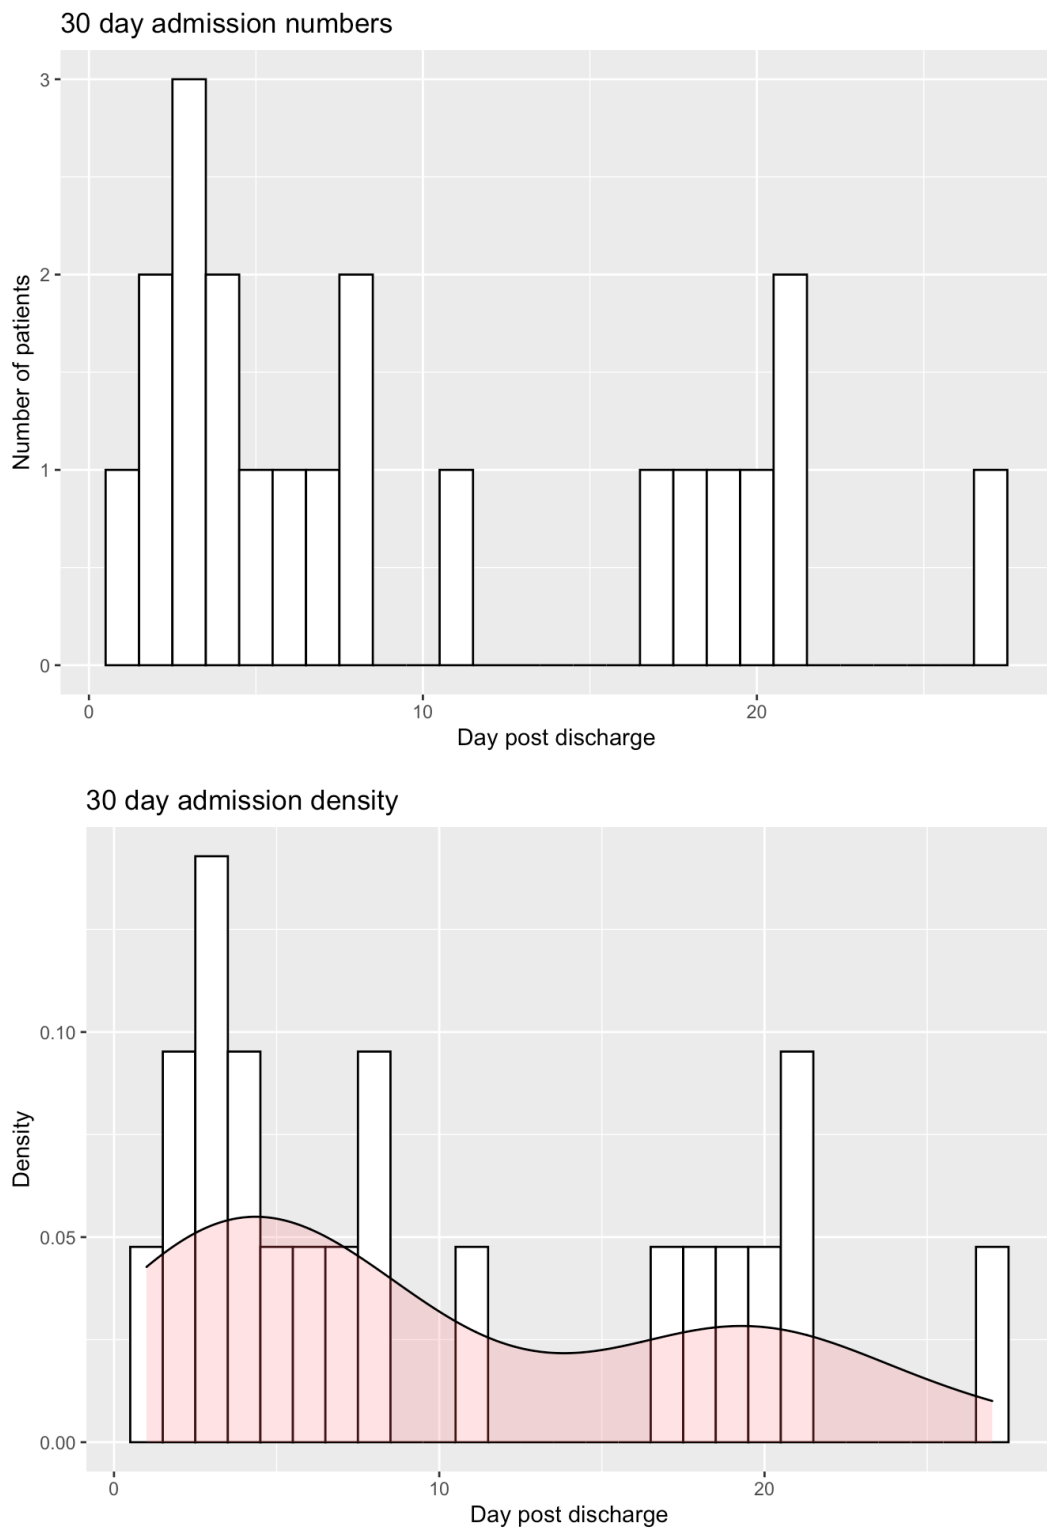 30 day admission numbers
3
2
1
0
Number of patients
0 10 20
Day post discharge
30 day admission density
0.10
0.05
0.00
Density
0 10 20
Day post discharge